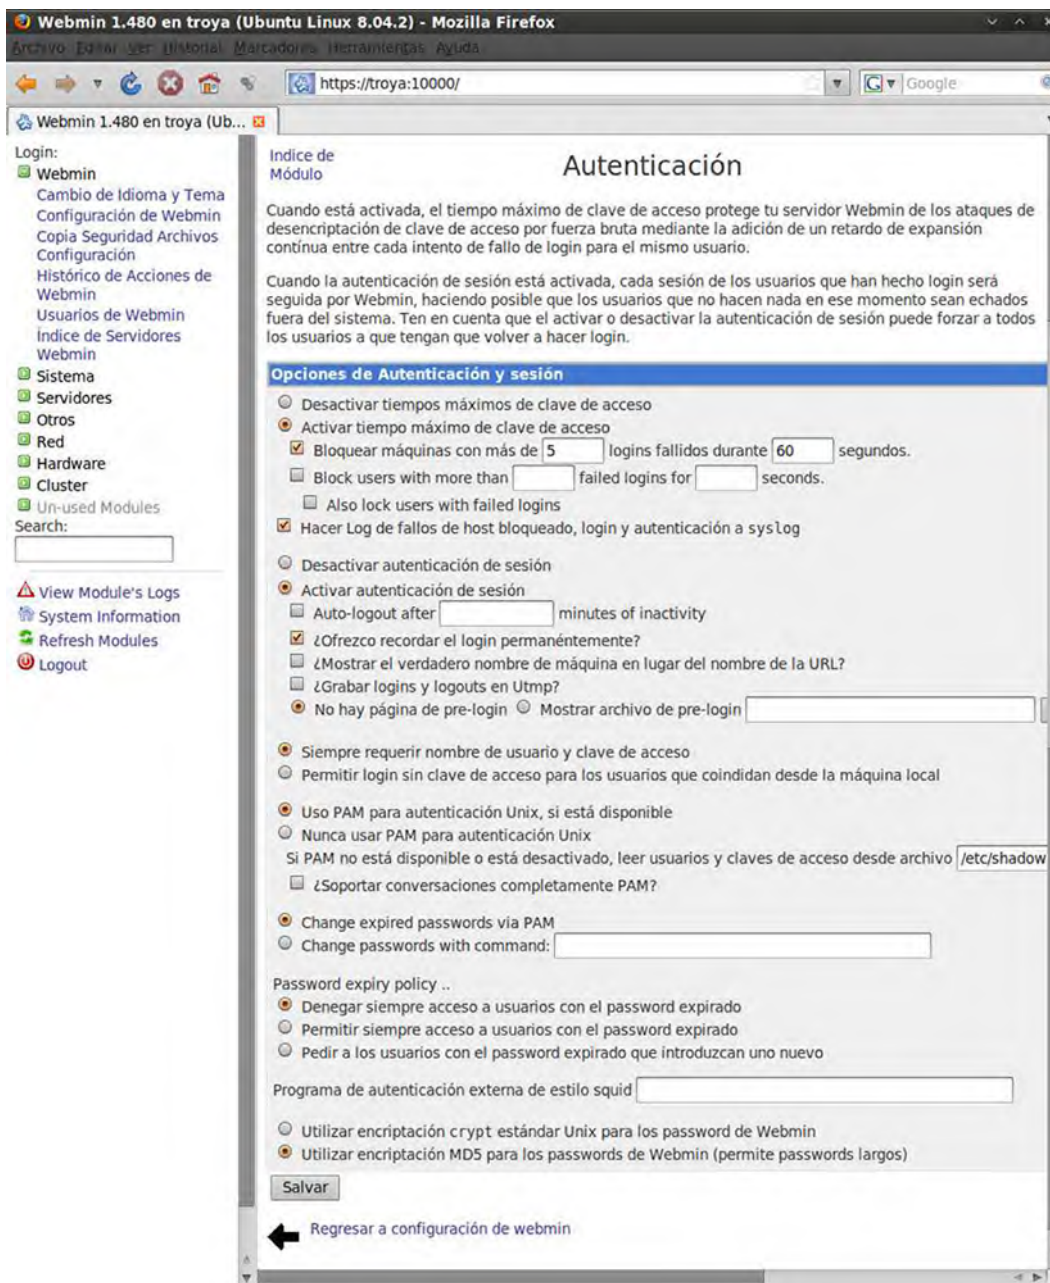 Webmin 1.480 en troya (Ubuntu Linux 8.04.2) - Mozilla Firefox
Archivo Editar Ver Historial Marcadores Herramientas Ayuda
https://troya:10000/
G Google
Webmin 1.480 en troya (Ub...
Login:
Webmin
Cambio de Idioma y Tema
Configuración de Webmin
Copia Seguridad Archivos
Configuración
Histórico de Acciones de
Webmin
Usuarios de Webmin
Índice de Servidores
Webmin
Sistema
Servidores
Otros
Red
Hardware
Cluster
Un-used Modules
Search:
View Module's Logs
System Information
Refresh Modules
Logout
Indice de
Módulo
Autenticación
Cuando está activada, el tiempo máximo de clave de acceso protege tu servidor Webmin de los ataques de
desencriptación de clave de acceso por fuerza bruta mediante la adición de un retardo de expansión
contínua entre cada intento de fallo de login para el mismo usuario.
Cuando la autenticación de sesión está activada, cada sesión de los usuarios que han hecho login será
seguida por Webmin, haciendo posible que los usuarios que no hacen nada en ese momento sean echados
fuera del sistema. Ten en cuenta que el activar o desactivar la autenticación de sesión puede forzar a todos
los usuarios a que tengan que volver a hacer login.
Opciones de Autenticación y sesión
Desactivar tiempos máximos de clave de acceso
Activar tiempo máximo de clave de acceso
Bloquear máquinas con más de 5 logins fallidos durante 60 segundos.
Block users with more than failed logins for seconds.
Also lock users with failed logins
Hacer Log de fallos de host bloqueado, login y autenticación a syslog
Desactivar autenticación de sesión
Activar autenticación de sesión
Auto-logout after minutes of inactivity
¿Ofrezco recordar el login permanéntemente?
¿Mostrar el verdadero nombre de máquina en lugar del nombre de la URL?
¿Grabar logins y logouts en Utmp?
No hay página de pre-login Mostrar archivo de pre-login
Siempre requerir nombre de usuario y clave de acceso
Permitir login sin clave de acceso para los usuarios que coindidan desde la máquina local
Uso PAM para autenticación Unix, si está disponible
Nunca usar PAM para autenticación Unix
Si PAM no está disponible o está desactivado, leer usuarios y claves de acceso desde archivo /etc/shadow
¿Soportar conversaciones completamente PAM?
Change expired passwords via PAM
Change passwords with command:
Password expiry policy ..
Denegar siempre acceso a usuarios con el password expirado
Permitir siempre acceso a usuarios con el password expirado
Pedir a los usuarios con el password expirado que introduzcan uno nuevo
Programa de autenticación externa de estilo squid
Utilizar encriptación crypt estándar Unix para los password de Webmin
Utilizar encriptación MD5 para los passwords de Webmin (permite passwords largos)
Salvar
Regresar a configuración de webmin